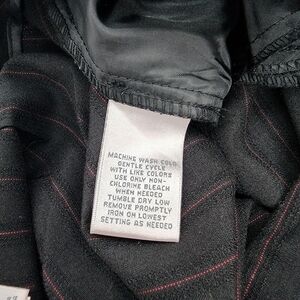 MACHINE WASH COLD
GENTLE CYCLE
WITH LIKE COLORS
USE ONLY NON-
CHLORINE BLEACH
WHEN NEEDED
TUMBLE DRY LOW
REMOVE PROMPTLY
IRON ON LOWEST
SETTING AS NEEDED